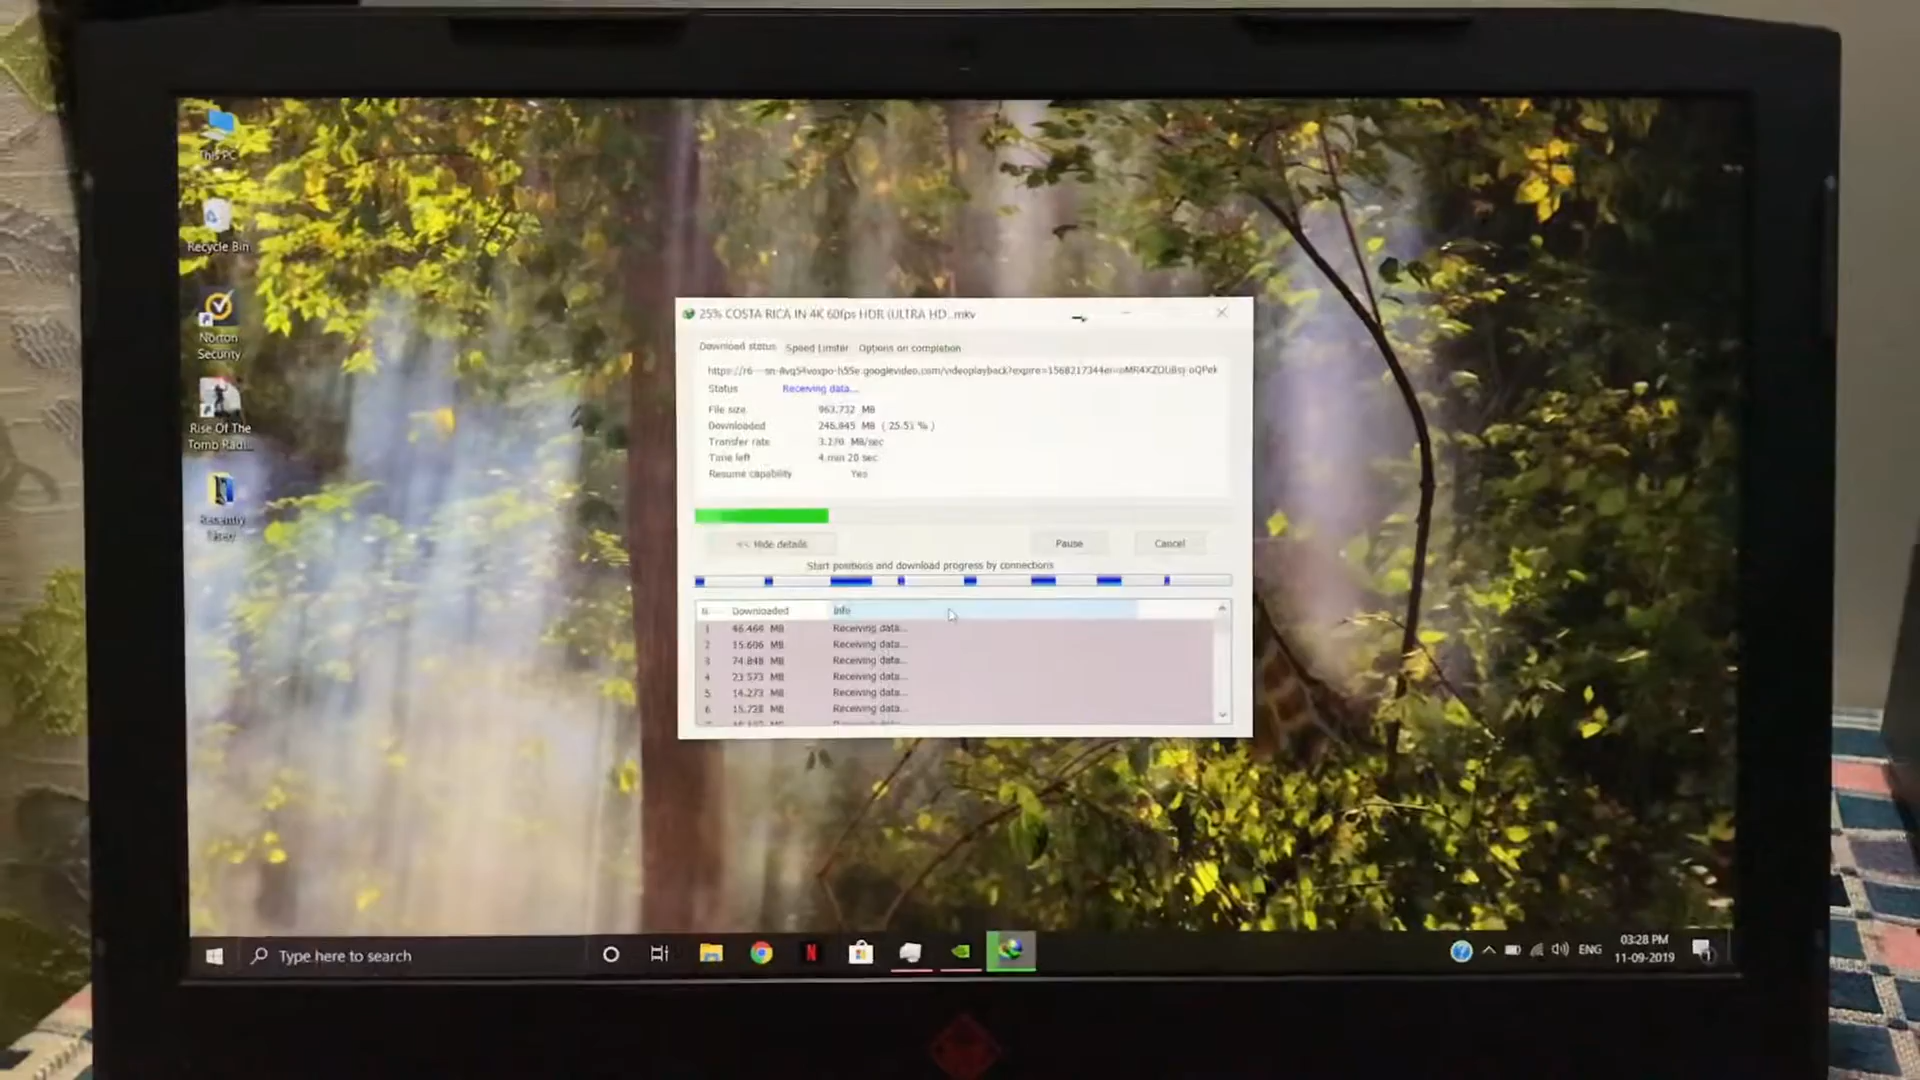 This PC
Recycle Bin
Norton
Security
Rise Of The
Tomb Raid...
Recently
Used
25% COSTA RICA IN 4K 60fps HDR (ULTRA HD...mkv
Download status
Speed Limiter
Options on completion
Status Receiving data...
File size 963.732 MB
Downloaded 246.845 MB ( 25.51 % )
Transfer rate MB/sec
Time left 4 min 20 sec
Resume capability Yes
<< Hide details
Pause
Cancel
Start positions and download progress by connections
N. Downloaded Info
1 46.464 MB Receiving data...
2 15.606 MB Receiving data...
3 74.848 MB Receiving data...
4 23.573 MB Receiving data...
5 14.273 MB Receiving data...
6 15.728 MB Receiving data...
Type here to search
ENG
03:28 PM
11-09-2019